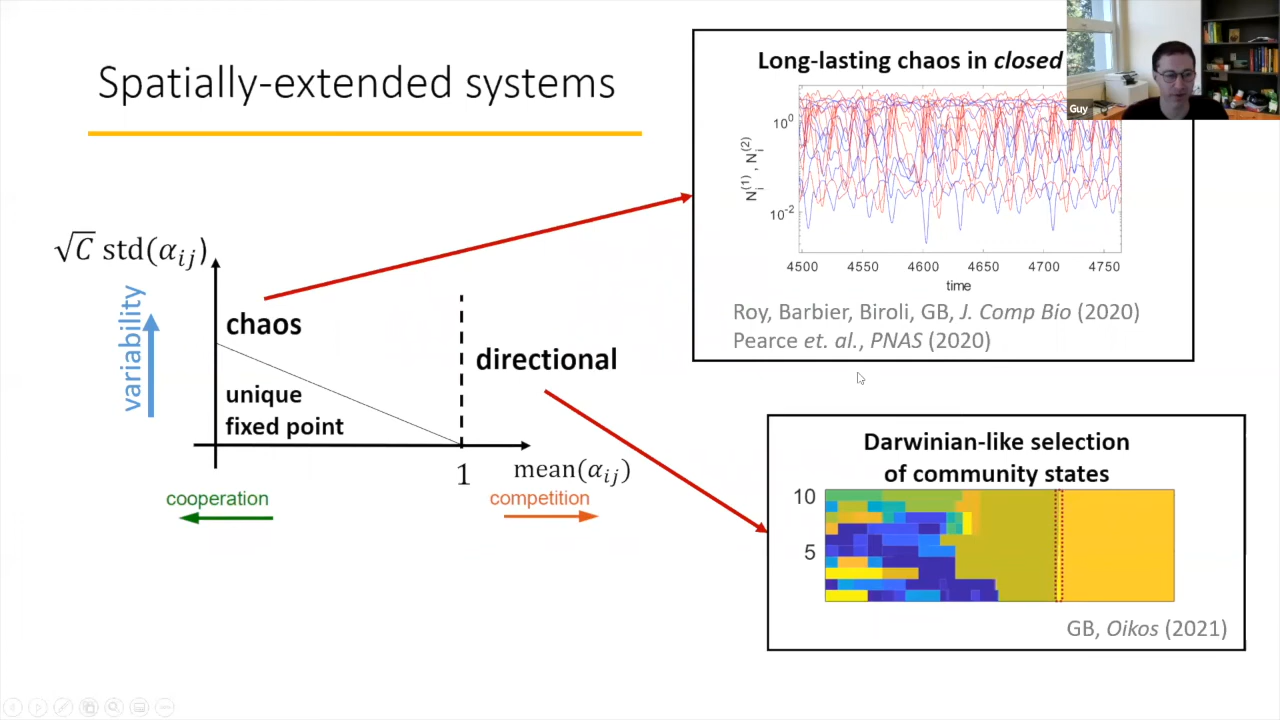 Spatially-extended systems
√C std(αᵢⱼ)
variability
chaos
unique
fixed point
directional
1
mean(αᵢⱼ)
cooperation
competition
Long-lasting chaos in closed
Guy
10⁰
10⁻²
Nᵢ⁽¹⁾, Nᵢ⁽²⁾
4500 4550 4600 4650 4700 4750
time
Roy, Barbier, Biroli, GB, J. Comp Bio (2020)
Pearce et. al., PNAS (2020)
Darwinian-like selection
of community states
10
5
GB, Oikos (2021)